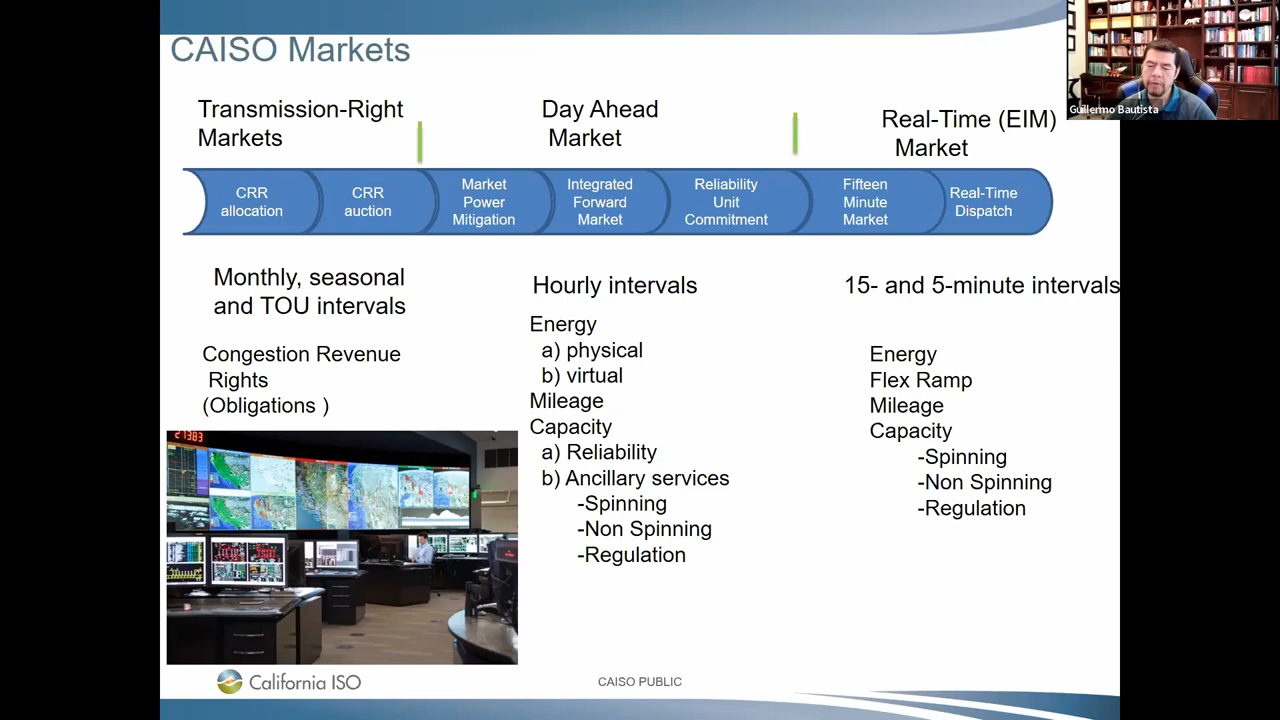 CAISO Markets
Guillermo Bautista
Transmission-Right
Markets
Day Ahead
Market
Real-Time (EIM)
Market
CRR
allocation
CRR
auction
Market
Power
Mitigation
Integrated
Forward
Market
Reliability
Unit
Commitment
Fifteen
Minute
Market
Real-Time
Dispatch
Monthly, seasonal
and TOU intervals
Congestion Revenue
Rights
(Obligations )
Hourly intervals
Energy
a) physical
b) virtual
Mileage
Capacity
a) Reliability
b) Ancillary services
-Spinning
-Non Spinning
-Regulation
15- and 5-minute intervals
Energy
Flex Ramp
Mileage
Capacity
-Spinning
-Non Spinning
-Regulation
California ISO
CAISO PUBLIC